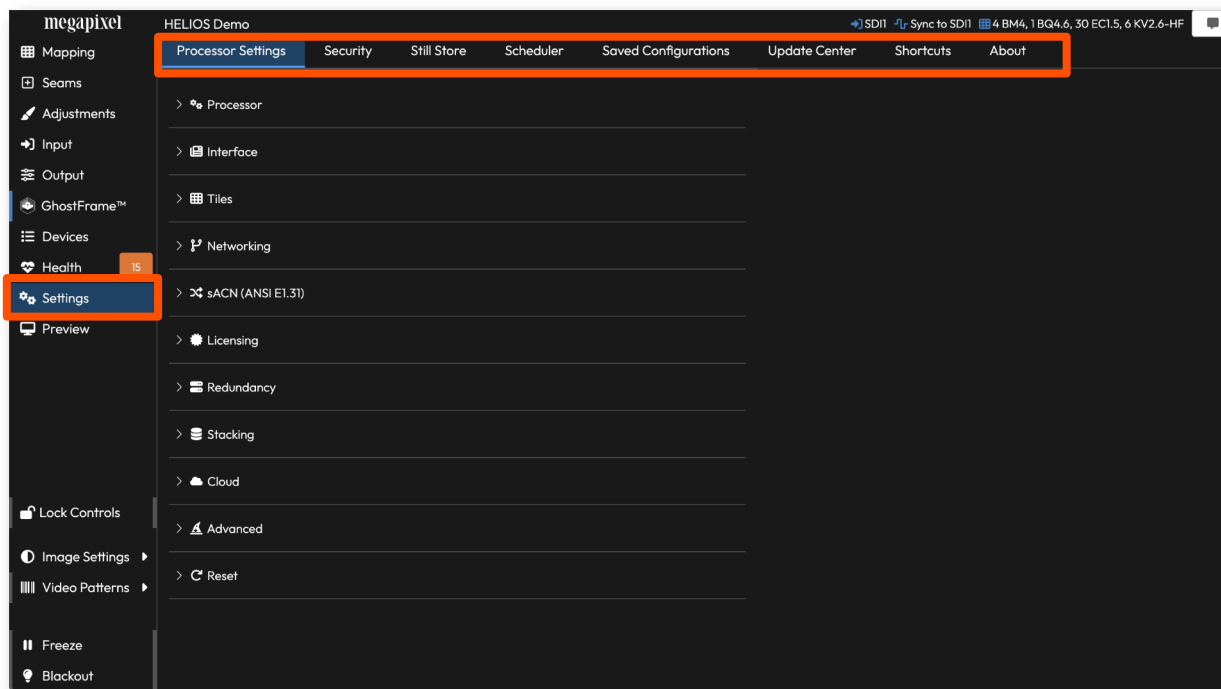 megapixel
HELIOS Demo
SDI1 Sync to SDI1 4 BM4, 1 BQ4.6, 30 EC1.5, 6 KV2.6-HF
Processor Settings Security Still Store Scheduler Saved Configurations Update Center Shortcuts About
Mapping
Seams
Adjustments
Input
Output
GhostFrame™
Devices
Health 15
Settings
Preview
Lock Controls
Image Settings
Video Patterns
Freeze
Blackout
Processor
Interface
Tiles
Networking
sACN (ANSI E1.31)
Licensing
Redundancy
Stacking
Cloud
Advanced
Reset